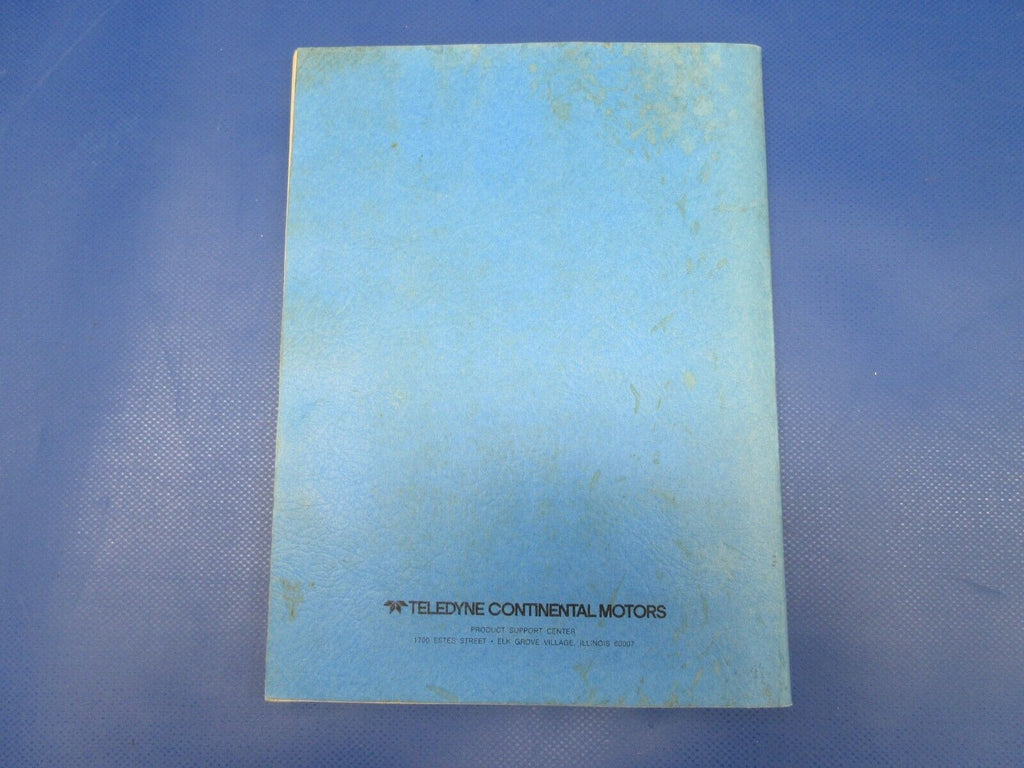 TELEDYNE CONTINENTAL MOTORS
PRODUCT SUPPORT CENTER
1700 ESTES STREET • ELK GROVE VILLAGE, ILLINOIS 60007